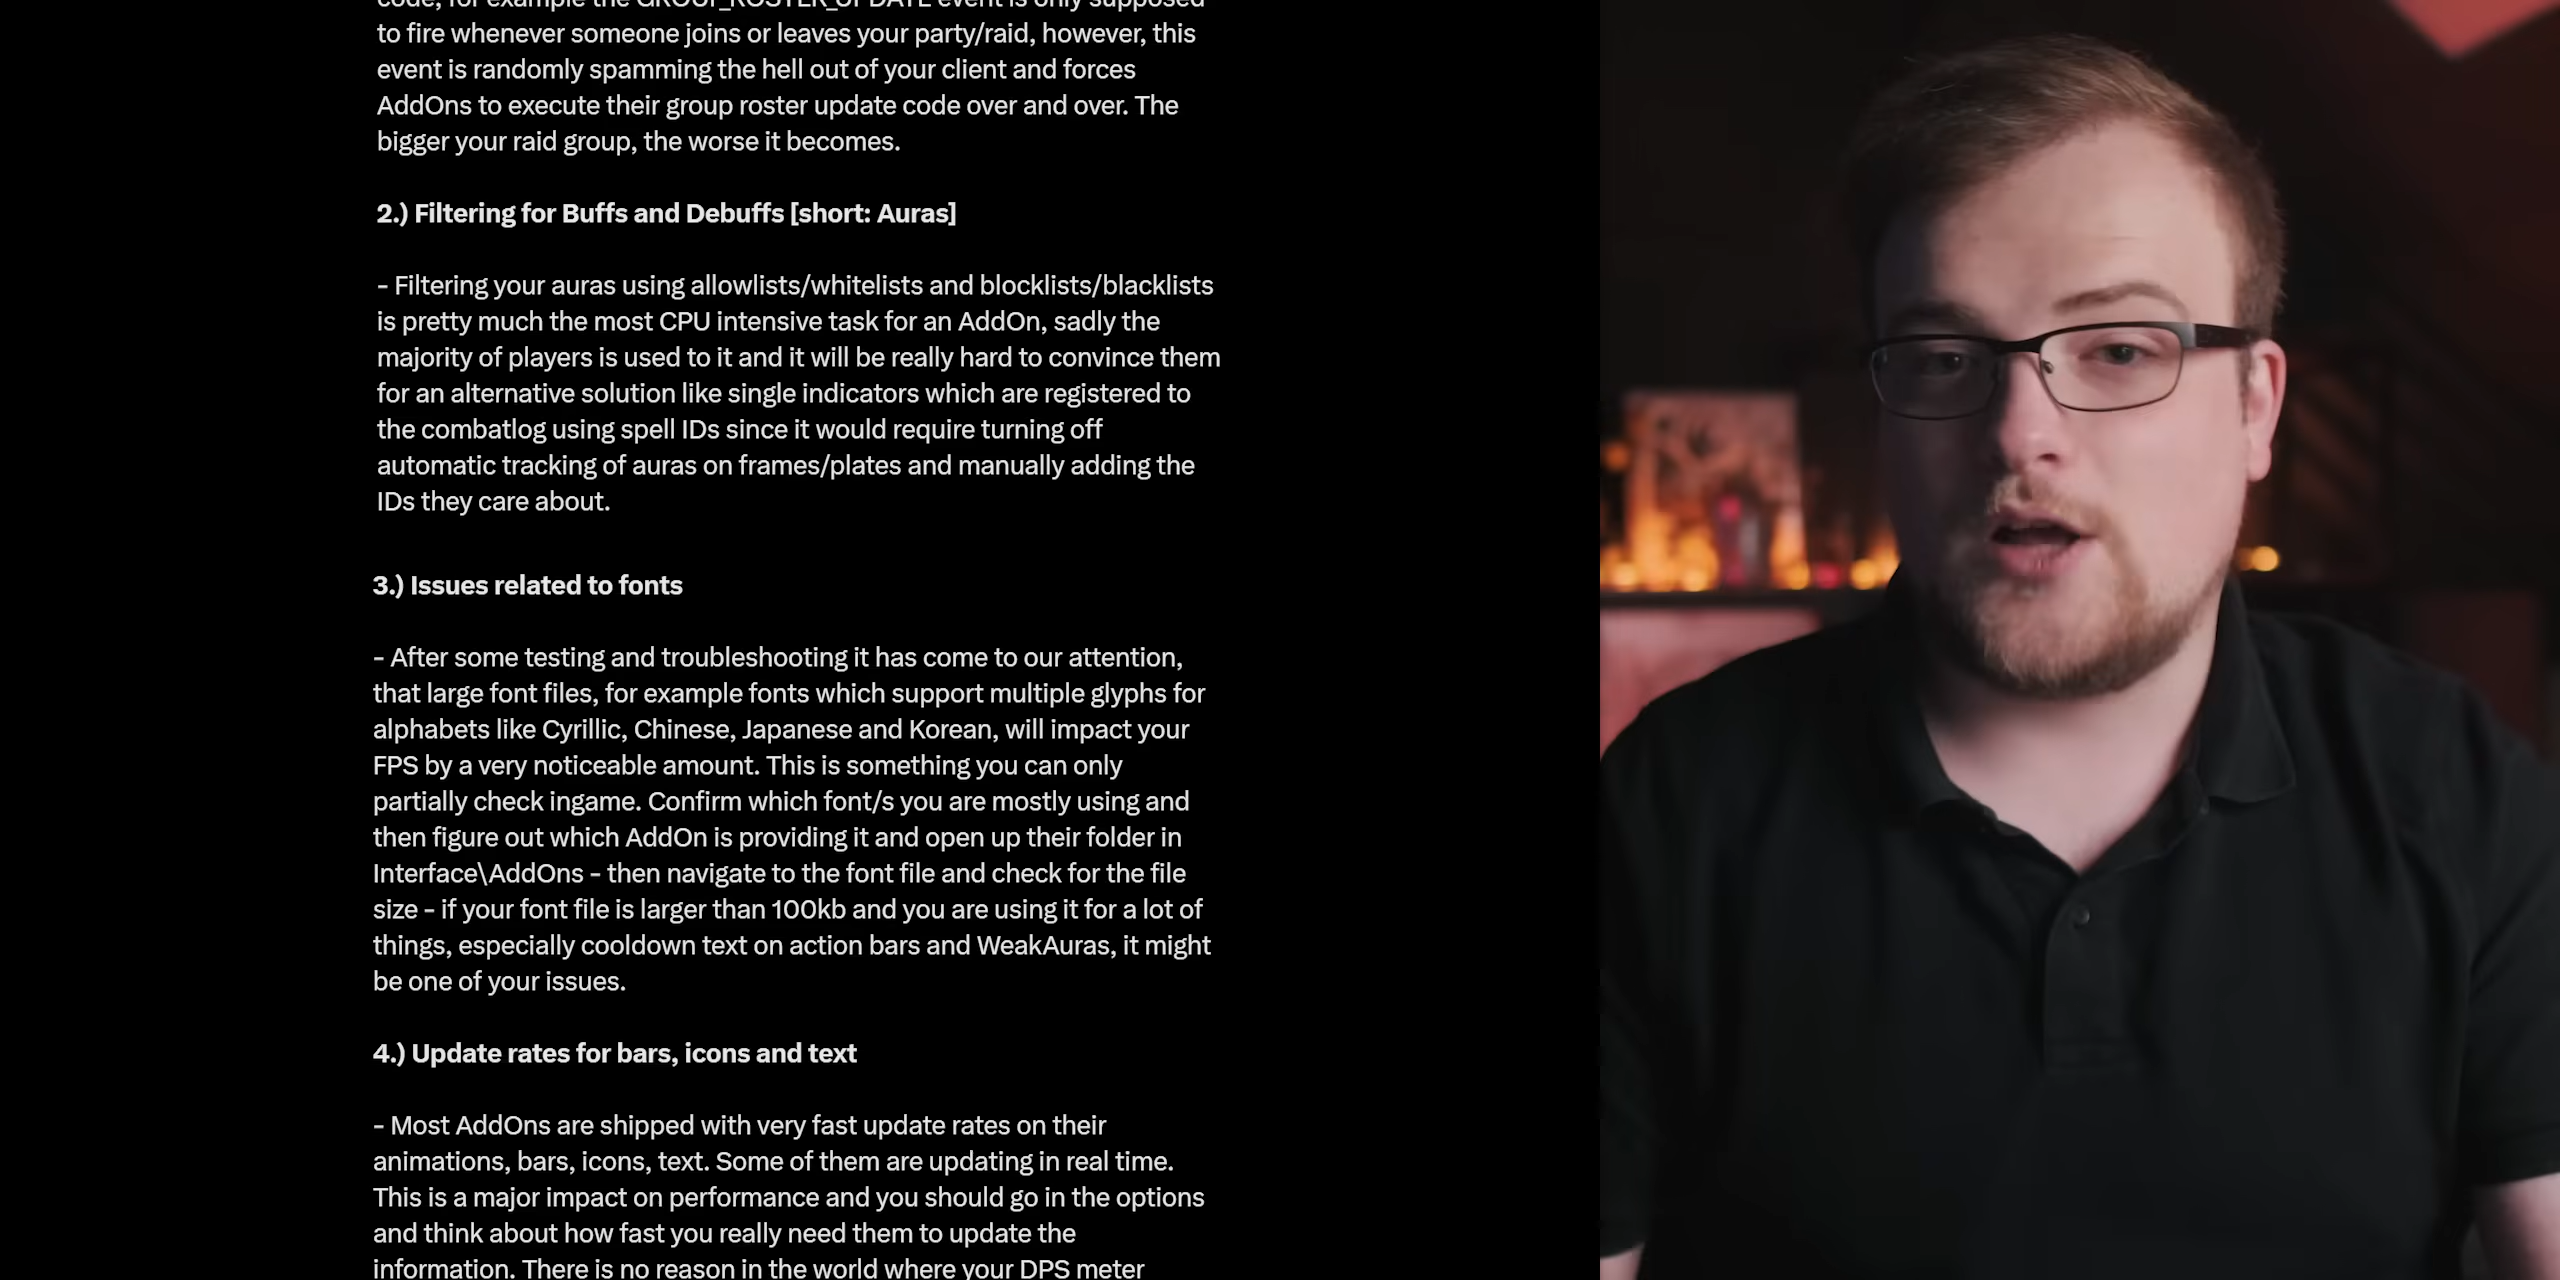 code, for example the GROUP_ROSTER_UPDATE event is only supposed
to fire whenever someone joins or leaves your party/raid, however, this
event is randomly spamming the hell out of your client and forces
AddOns to execute their group roster update code over and over. The
bigger your raid group, the worse it becomes.
2.) Filtering for Buffs and Debuffs [short: Auras]
- Filtering your auras using allowlists/whitelists and blocklists/blacklists
is pretty much the most CPU intensive task for an AddOn, sadly the
majority of players is used to it and it will be really hard to convince them
for an alternative solution like single indicators which are registered to
the combatlog using spell IDs since it would require turning off
automatic tracking of auras on frames/plates and manually adding the
IDs they care about.
3.) Issues related to fonts
- After some testing and troubleshooting it has come to our attention,
that large font files, for example fonts which support multiple glyphs for
alphabets like Cyrillic, Chinese, Japanese and Korean, will impact your
FPS by a very noticeable amount. This is something you can only
partially check ingame. Confirm which font/s you are mostly using and
then figure out which AddOn is providing it and open up their folder in
Interface\AddOns - then navigate to the font file and check for the file
size - if your font file is larger than 100kb and you are using it for a lot of
things, especially cooldown text on action bars and WeakAuras, it might
be one of your issues.
4.) Update rates for bars, icons and text
- Most AddOns are shipped with very fast update rates on their
animations, bars, icons, text. Some of them are updating in real time.
This is a major impact on performance and you should go in the options
and think about how fast you really need them to update the
information. There is no reason in the world where your DPS meter